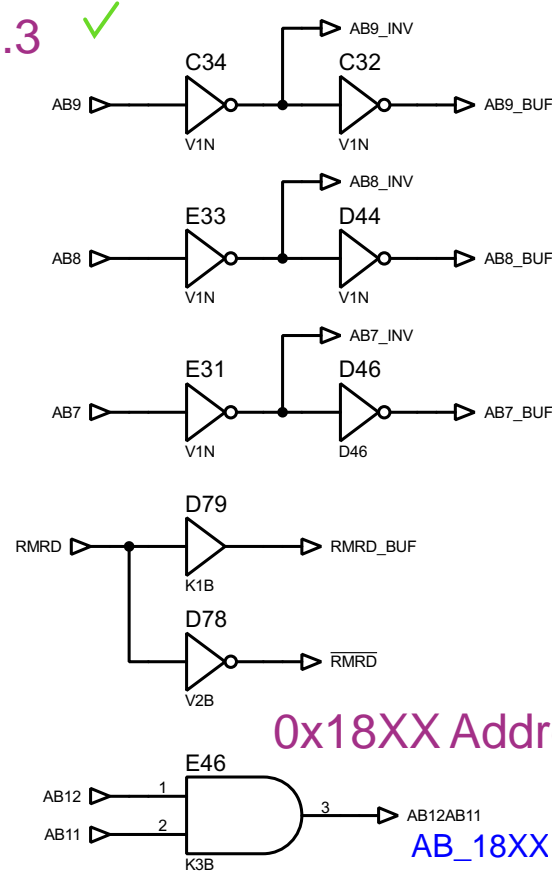 .3
AB9_INV
C34
C32
AB9
AB9_BUF
V1N
V1N
AB8_INV
E33
D44
AB8
AB8_BUF
V1N
V1N
AB7_INV
E31
D46
AB7
AB7_BUF
V1N
D46
D79
RMRD
RMRD_BUF
K1B
D78
RMRD
V2B
0x18XX Addr
E46
AB12
1
3
AB12AB11
AB11
2
AB_18XX
K3B